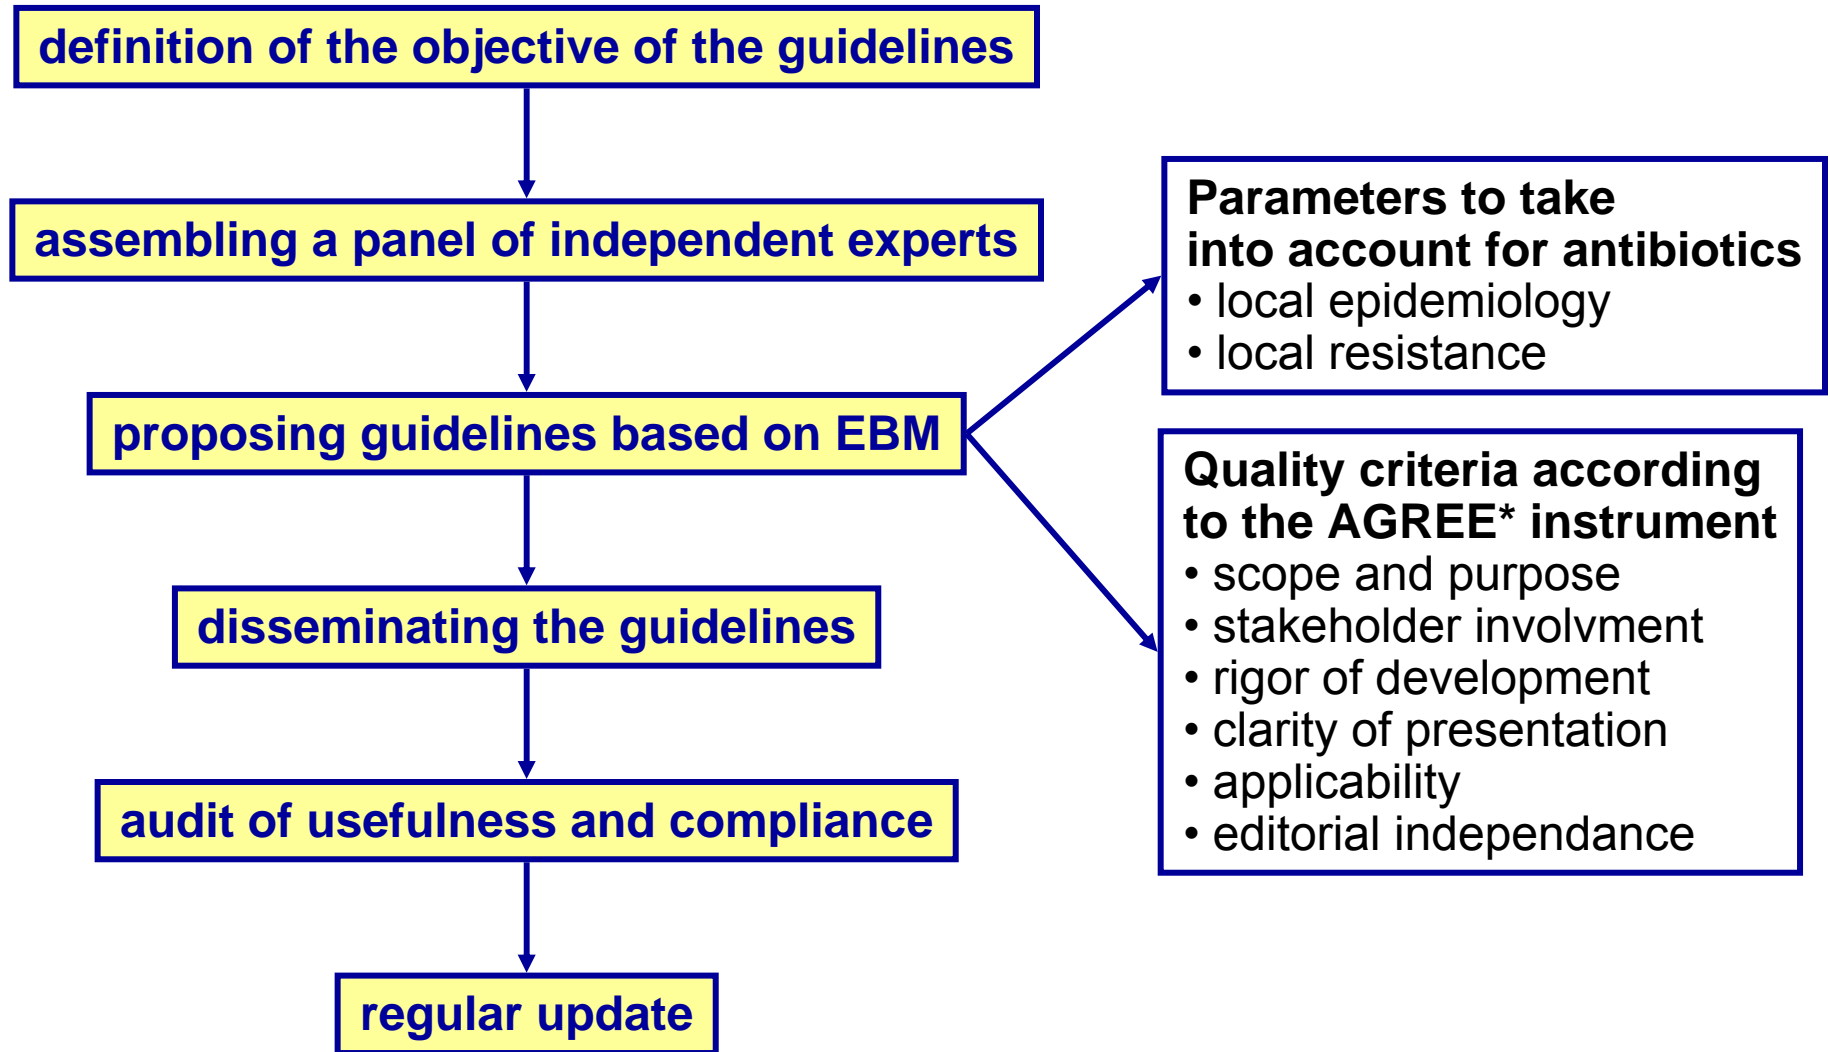 definition of the objective of the guidelines
assembling a panel of independent experts
proposing guidelines based on EBM
disseminating the guidelines
audit of usefulness and compliance
regular update
Parameters to take
into account for antibiotics
• local epidemiology
• local resistance
Quality criteria according
to the AGREE* instrument
• scope and purpose
• stakeholder involvment
• rigor of development
• clarity of presentation
• applicability
• editorial independance